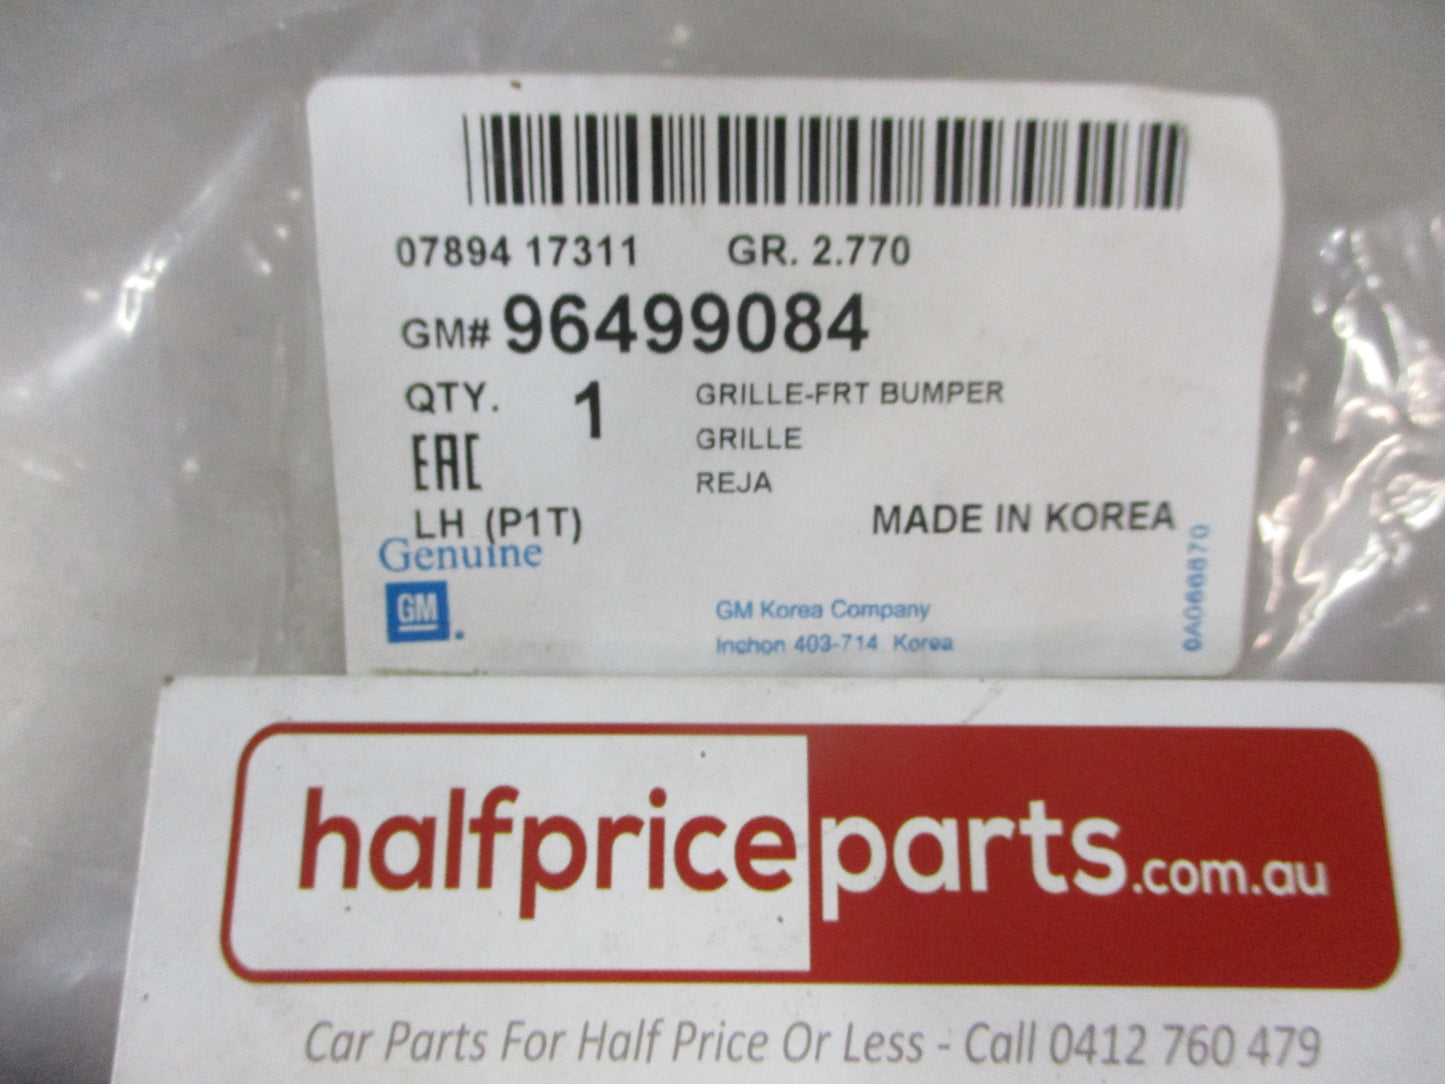 07894 17311 GR. 2.770
GM# 96499084
QTY. 1 GRILLE-FRT BUMPER
GRILLE
EAC
REJA
LH (P1T) MADE IN KOREA
Genuine
GM
GM Korea Company
Inchon 403-714 Korea
0A066870
halfpriceparts.com.au
Car Parts For Half Price Or Less - Call 0412 760 479